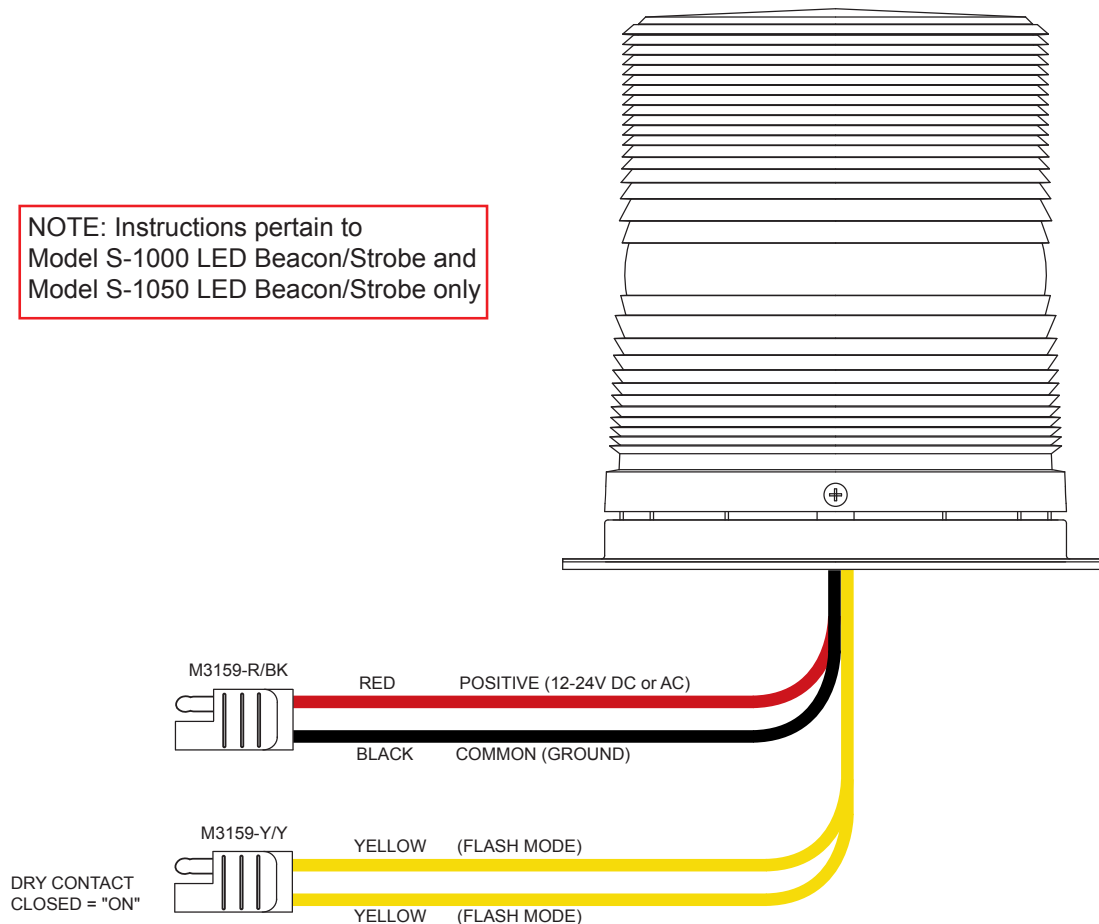 NOTE: Instructions pertain to
Model S-1000 LED Beacon/Strobe and
Model S-1050 LED Beacon/Strobe only
M3159-R/BK
RED POSITIVE (12-24V DC or AC)
BLACK COMMON (GROUND)
M3159-Y/Y
YELLOW (FLASH MODE)
DRY CONTACT
CLOSED = "ON"
YELLOW (FLASH MODE)